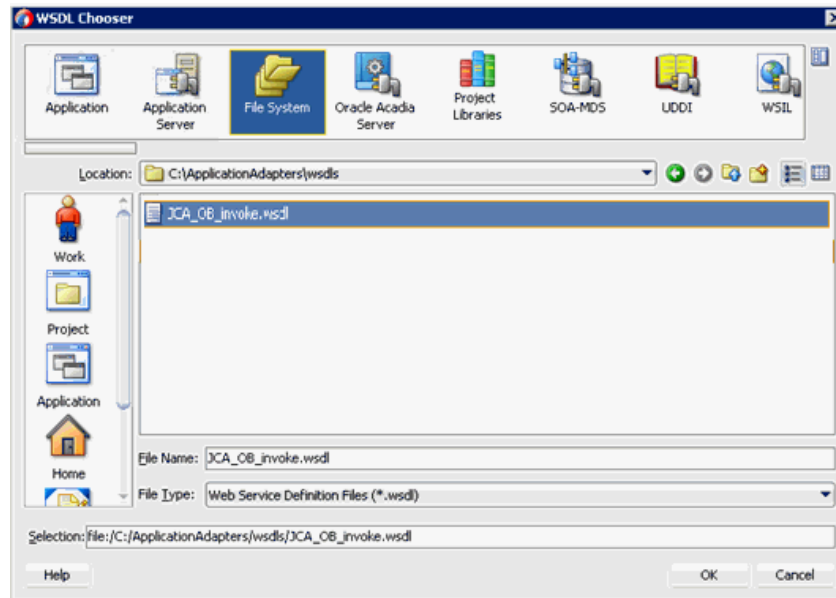 WSDL Chooser
Application
Application Server
File System
Oracle Acadia Server
Project Libraries
SOA-MDS
UDDI
WSIL
Location: C:\ApplicationAdapters\wsdls
JCA_OB_invoke.wsdl
Work
Project
Application
Home
File Name: JCA_OB_invoke.wsdl
File Type: Web Service Definition Files (*.wsdl)
Selection: file:/C:/ApplicationAdapters/wsdls/JCA_OB_invoke.wsdl
Help
OK
Cancel